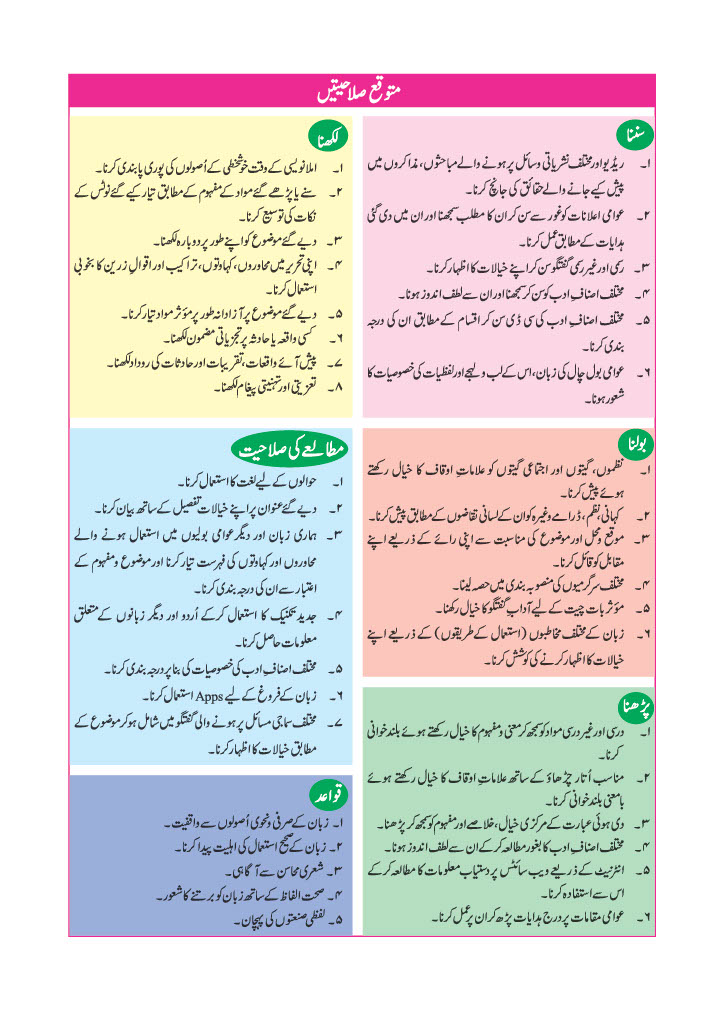 متوقع صلاحیتیں
سننا
۱۔ ریڈیو اور مختلف نشریاتی وسائل پر ہونے والے مباحثوں، مذاکروں میں
پیش کیے جانے والے حقائق کی جانچ کرنا۔
۲۔ عوامی اعلانات کو غور سے سن کر ان کا مطلب سمجھنا اور ان میں دی گئی
ہدایات کے مطابق عمل کرنا۔
۳۔ رسمی اور غیر رسمی گفتگو سن کر اپنے خیالات کا اظہار کرنا۔
۴۔ مختلف اصنافِ ادب کو سن کر سمجھنا اور ان سے لطف اندوز ہونا۔
۵۔ مختلف اصنافِ ادب کی سی ڈی سن کر اقسام کے مطابق ان کی درجہ
بندی کرنا۔
۶۔ عوامی بول چال کی زبان، اس کے لب و لہجے اور لفظیات کی خصوصیات کا
شعور ہونا۔
بولنا
۱۔ نظموں، گیتوں اور اجتماعی گیتوں کو علاماتِ اوقاف کا خیال رکھتے
ہوئے پیش کرنا۔
۲۔ کہانی، نظم، ڈرامے وغیرہ کو ان کے لسانی تقاضوں کے مطابق پیش کرنا۔
۳۔ موقع و محل اور موضوع کی مناسبت سے اپنی رائے کے ذریعے اپنے
مقابل کو قائل کرنا۔
۴۔ مختلف سرگرمیوں کی منصوبہ بندی میں حصہ لینا۔
۵۔ مؤثر بات چیت کے لیے آدابِ گفتگو کا خیال رکھنا۔
۶۔ زبان کے مختلف مخاطبوں (استعمال کے طریقوں) کے ذریعے اپنے
خیالات کا اظہار کرنے کی کوشش کرنا۔
پڑھنا
۱۔ درسی اور غیر درسی مواد کو سمجھ کر معنی و مفہوم کا خیال رکھتے ہوئے بلند خوانی
کرنا۔
۲۔ مناسب اُتار چڑھاؤ کے ساتھ علاماتِ اوقاف کا خیال رکھتے ہوئے
بامعنی بلند خوانی کرنا۔
۳۔ دی ہوئی عبارت کے مرکزی خیال، خلاصے اور مفہوم کو سمجھ کر پڑھنا۔
۴۔ مختلف اصنافِ ادب کا بغور مطالعہ کر کے ان سے لطف اندوز ہونا۔
۵۔ انٹرنیٹ کے ذریعے ویب سائٹس پر دستیاب معلومات کا مطالعہ کر کے
اس سے استفادہ کرنا۔
۶۔ عوامی مقامات پر درج ہدایات پڑھ کر ان پر عمل کرنا۔
لکھنا
۱۔ املا نویسی کے وقت خوشخطی کے اُصولوں کی پوری پابندی کرنا۔
۲۔ سنے یا پڑھے گئے مواد کے مفہوم کے مطابق تیار کیے گئے نوٹس کے
نکات کی توسیع کرنا۔
۳۔ دیے گئے موضوع کو اپنے طور پر دوبارہ لکھنا۔
۴۔ اپنی تحریر میں محاوروں، کہاوتوں، تراکیب اور اقوالِ زرین کا بخوبی
استعمال کرنا۔
۵۔ دیے گئے موضوع پر آزادانہ طور پر مؤثر مواد تیار کرنا۔
۶۔ کسی واقعہ یا حادثہ پر تجزیاتی مضمون لکھنا۔
۷۔ پیش آئے واقعات، تقریبات اور حادثات کی روداد لکھنا۔
۸۔ تعزیتی اور تہنیتی پیغام لکھنا۔
مطالعے کی صلاحیت
۱۔ حوالوں کے لیے لغت کا استعمال کرنا۔
۲۔ دیے گئے عنوان پر اپنے خیالات تفصیل کے ساتھ بیان کرنا۔
۳۔ ہماری زبان اور دیگر عوامی بولیوں میں استعمال ہونے والے
محاوروں اور کہاوتوں کی فہرست تیار کرنا اور موضوع و مفہوم کے
اعتبار سے ان کی درجہ بندی کرنا۔
۴۔ جدید تکنیک کا استعمال کر کے اُردو اور دیگر زبانوں کے متعلق
معلومات حاصل کرنا۔
۵۔ مختلف اصنافِ ادب کی خصوصیات کی بنا پر درجہ بندی کرنا۔
۶۔ زبان کے فروغ کے لیے Apps استعمال کرنا۔
۷۔ مختلف سماجی مسائل پر ہونے والی گفتگو میں شامل ہو کر موضوع کے
مطابق خیالات کا اظہار کرنا۔
قواعد
۱۔ زبان کے صرفی و نحوی اُصولوں سے واقفیت۔
۲۔ زبان کے صحیح استعمال کی اہلیت پیدا کرنا۔
۳۔ شعری محاسن سے آگاہی۔
۴۔ صحت الفاظ کے ساتھ زبان کو برتنے کا شعور۔
۵۔ لفظی صنعتوں کی پہچان۔